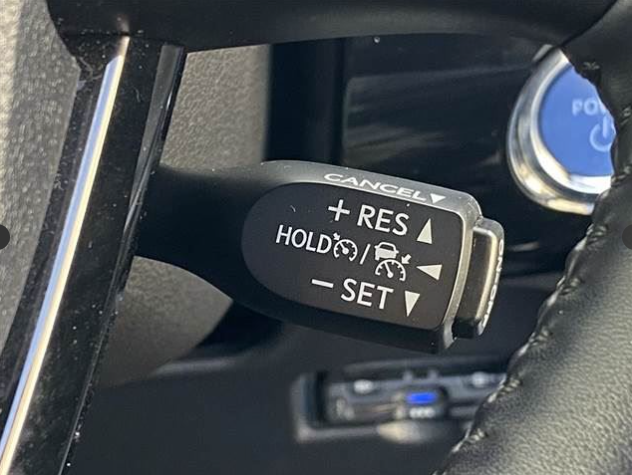 CANCEL
+ RES
HOLD /
− SET